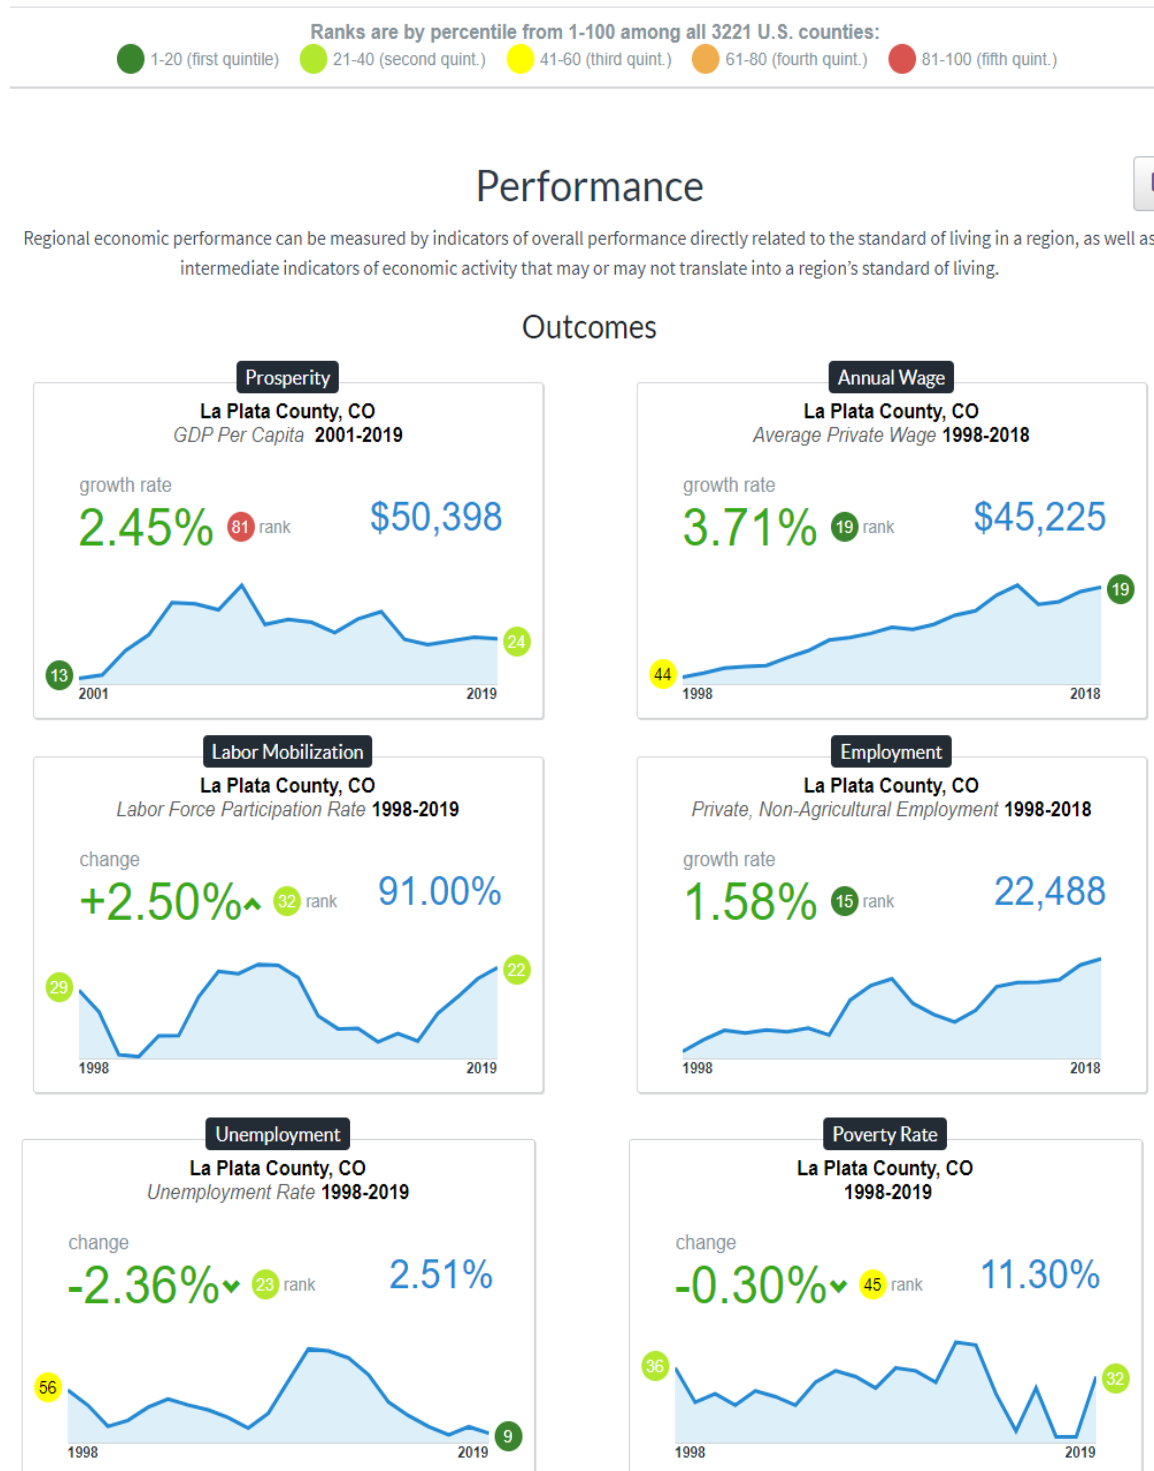 Ranks are by percentile from 1-100 among all 3221 U.S. counties:
1-20 (first quintile) 21-40 (second quint.) 41-60 (third quint.) 61-80 (fourth quint.) 81-100 (fifth quint.)
Performance
Regional economic performance can be measured by indicators of overall performance directly related to the standard of living in a region, as well as
intermediate indicators of economic activity that may or may not translate into a region's standard of living.
Outcomes
Prosperity
La Plata County, CO
GDP Per Capita 2001-2019
growth rate
2.45% 81 rank $50,398
13
24
2001 2019
Annual Wage
La Plata County, CO
Average Private Wage 1998-2018
growth rate
3.71% 19 rank $45,225
19
44
1998 2018
Labor Mobilization
La Plata County, CO
Labor Force Participation Rate 1998-2019
change
+2.50% 32 rank 91.00%
29
22
1998 2019
Employment
La Plata County, CO
Private, Non-Agricultural Employment 1998-2018
growth rate
1.58% 15 rank 22,488
1998 2018
Unemployment
La Plata County, CO
Unemployment Rate 1998-2019
change
-2.36% 23 rank 2.51%
56
9
1998 2019
Poverty Rate
La Plata County, CO
1998-2019
change
-0.30% 45 rank 11.30%
36
32
1998 2019